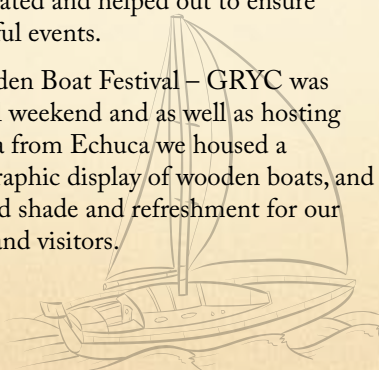 ated and helped out to ensure
ful events.
den Boat Festival – GRYC was
weekend and as well as hosting
a from Echuca we housed a
raphic display of wooden boats, and
d shade and refreshment for our
and visitors.